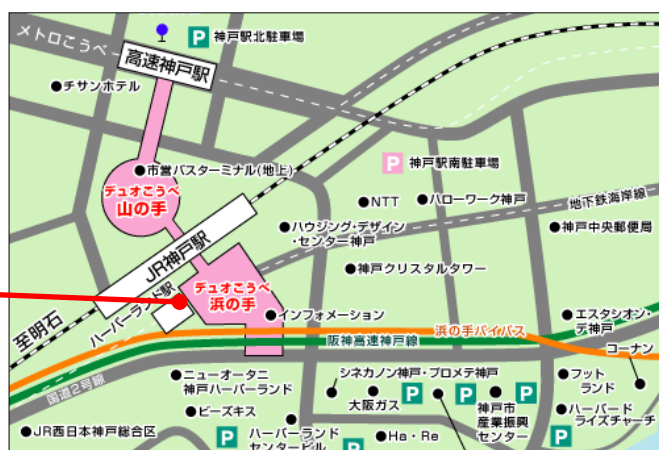 メトロこうべ
P 神戸駅北駐車場
高速神戸駅
チサンホテル
市営バスターミナル(地上)
P 神戸駅南駐車場
デュオこうべ
山の手
NTT
ハローワーク神戸
地下鉄海岸線
ハウジング・デザイン
・センター神戸
神戸中央郵便局
JR神戸駅
神戸クリスタルタワー
デュオこうべ
浜の手
ハーバーランド駅
至明石
インフォメーション
エスタシオン・
デ神戸
浜の手バイパス
阪神高速神戸線
コーナン
国道2号線
ニューオータニ
神戸ハーバーランド
シネカノン神戸・プロメテ神戸
フット
ランド
P
P
P
大阪ガス
神戸市
産業振興
センター
ビーズキス
ハーバード
ライズチャーチ
JR西日本神戸総合区
P
ハーバーランド
センタービル
P
Ha・Re
P